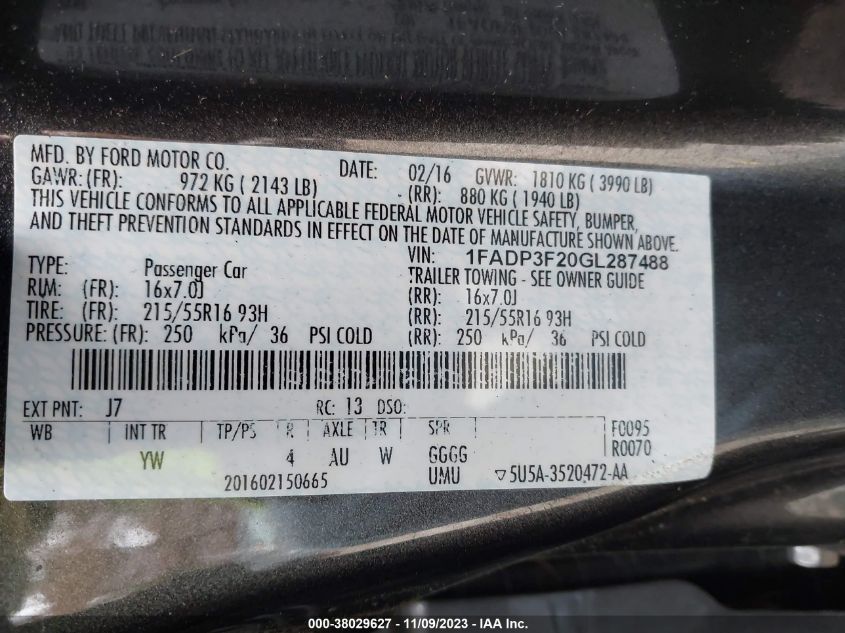 MFD. BY FORD MOTOR CO. DATE: 02/16 GVWR: 1810 KG ( 3990 LB)
GAWR: (FR): 972 KG ( 2143 LB) (RR): 880 KG ( 1940 LB)
THIS VEHICLE CONFORMS TO ALL APPLICABLE FEDERAL MOTOR VEHICLE SAFETY, BUMPER,
AND THEFT PREVENTION STANDARDS IN EFFECT ON THE DATE OF MANUFACTURE SHOWN ABOVE.
VIN: 1FADP3F20GL287488
TYPE: Passenger Car TRAILER TOWING - SEE OWNER GUIDE
RIM: (FR): 16x7.0J (RR): 16x7.0J
TIRE: (FR): 215/55R16 93H (RR): 215/55R16 93H
PRESSURE: (FR): 250 kPa/ 36 PSI COLD (RR): 250 kPa/ 36 PSI COLD
EXT PNT: J7 RC: 13 DSO:
WB INT TR TP/PS R AXLE TR SPR F0095
YW 4 AU W GGGG R0070
201602150665 UMU ▽5U5A-3520472-AA
000-38029627 - 11/09/2023 - IAA Inc.